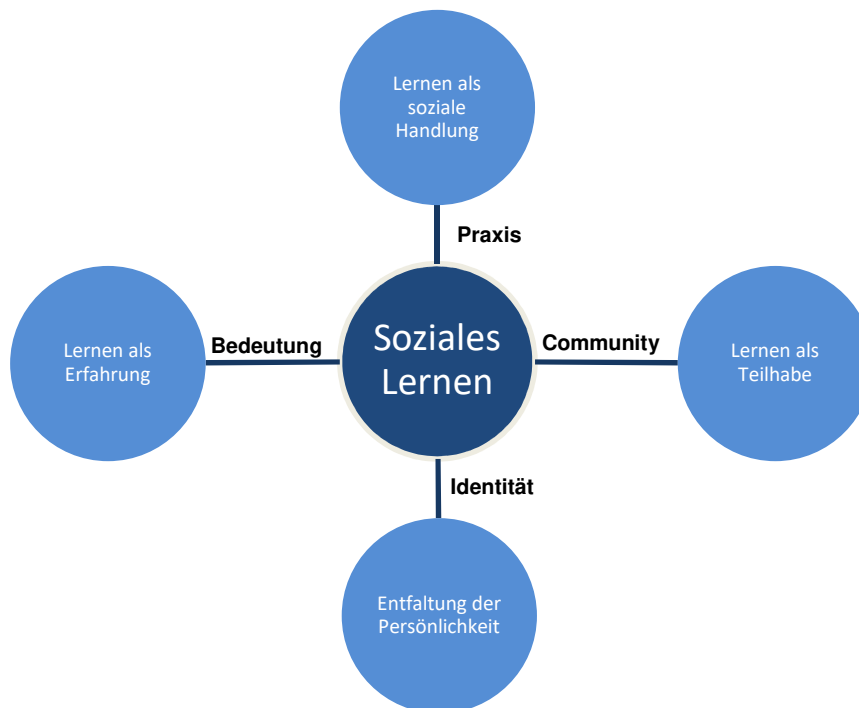 Lernen als
soziale
Handlung
Praxis
Lernen als
Erfahrung
Bedeutung
Soziales
Lernen
Community
Lernen als
Teilhabe
Identität
Entfaltung der
Persönlichkeit